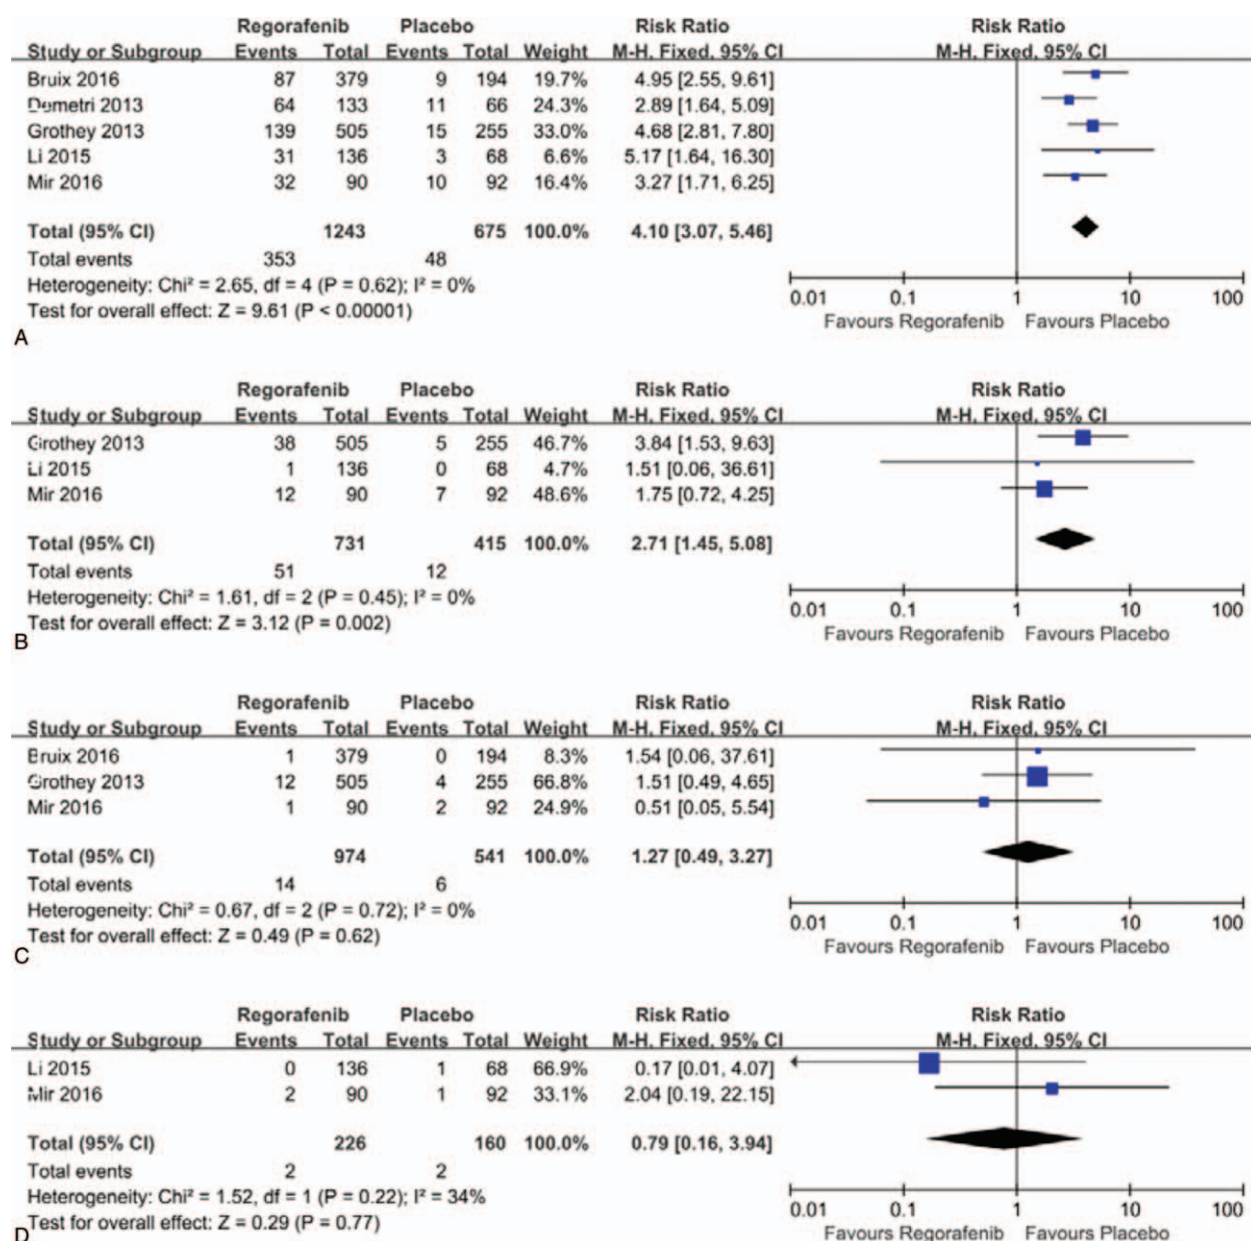 Regorafenib Placebo Risk Ratio Risk Ratio
Study or Subgroup Events Total Events Total Weight M-H, Fixed, 95% CI M-H, Fixed, 95% CI
Bruix 2016 87 379 9 194 19.7% 4.95 [2.55, 9.61]
Demetri 2013 64 133 11 66 24.3% 2.89 [1.64, 5.09]
Grothey 2013 139 505 15 255 33.0% 4.68 [2.81, 7.80]
Li 2015 31 136 3 68 6.6% 5.17 [1.64, 16.30]
Mir 2016 32 90 10 92 16.4% 3.27 [1.71, 6.25]
Total (95% CI) 1243 675 100.0% 4.10 [3.07, 5.46]
Total events 353 48
Heterogeneity: Chi² = 2.65, df = 4 (P = 0.62); I² = 0%
Test for overall effect: Z = 9.61 (P < 0.00001)
0.01 0.1 1 10 100
Favours Regorafenib Favours Placebo
A
Regorafenib Placebo Risk Ratio Risk Ratio
Study or Subgroup Events Total Events Total Weight M-H, Fixed, 95% CI M-H, Fixed, 95% CI
Grothey 2013 38 505 5 255 46.7% 3.84 [1.53, 9.63]
Li 2015 1 136 0 68 4.7% 1.51 [0.06, 36.61]
Mir 2016 12 90 7 92 48.6% 1.75 [0.72, 4.25]
Total (95% CI) 731 415 100.0% 2.71 [1.45, 5.08]
Total events 51 12
Heterogeneity: Chi² = 1.61, df = 2 (P = 0.45); I² = 0%
Test for overall effect: Z = 3.12 (P = 0.002)
0.01 0.1 1 10 100
Favours Regorafenib Favours Placebo
B
Regorafenib Placebo Risk Ratio Risk Ratio
Study or Subgroup Events Total Events Total Weight M-H, Fixed, 95% CI M-H, Fixed, 95% CI
Bruix 2016 1 379 0 194 8.3% 1.54 [0.06, 37.61]
Grothey 2013 12 505 4 255 66.8% 1.51 [0.49, 4.65]
Mir 2016 1 90 2 92 24.9% 0.51 [0.05, 5.54]
Total (95% CI) 974 541 100.0% 1.27 [0.49, 3.27]
Total events 14 6
Heterogeneity: Chi² = 0.67, df = 2 (P = 0.72); I² = 0%
Test for overall effect: Z = 0.49 (P = 0.62)
0.01 0.1 1 10 100
Favours Regorafenib Favours Placebo
C
Regorafenib Placebo Risk Ratio Risk Ratio
Study or Subgroup Events Total Events Total Weight M-H, Fixed, 95% CI M-H, Fixed, 95% CI
Li 2015 0 136 1 68 66.9% 0.17 [0.01, 4.07]
Mir 2016 2 90 1 92 33.1% 2.04 [0.19, 22.15]
Total (95% CI) 226 160 100.0% 0.79 [0.16, 3.94]
Total events 2 2
Heterogeneity: Chi² = 1.52, df = 1 (P = 0.22); I² = 34%
Test for overall effect: Z = 0.29 (P = 0.77)
0.01 0.1 1 10 100
Favours Regorafenib Favours Placebo
D